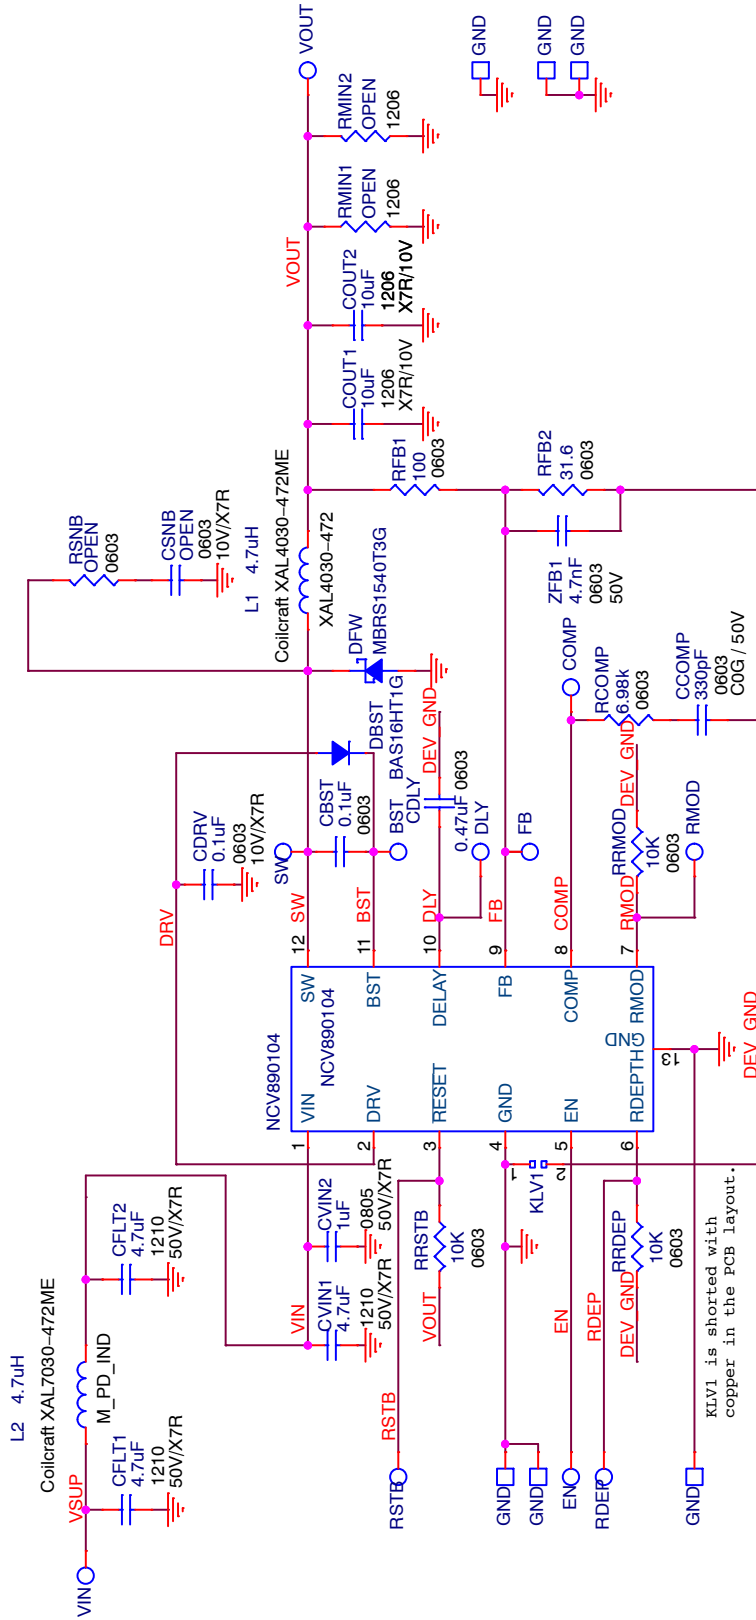 L2 4.7uH
Coilcraft XAL7030-472ME
M_PD_IND
VIN
VSUP
CFLT1
4.7uF
1210
50V/X7R
CFLT2
4.7uF
1210
50V/X7R
VIN
CVIN1
4.7uF
1210
50V/X7R
CVIN2
1uF
0805
50V/X7R
RSTB
RSTB
VOUT
RRSTB
10K
0603
GND
GND
EN
EN
RDEP
RDEP
DEV_GND
RRDEP
10K
0603
GND
1
KLV1
2
KLV1 is shorted with
copper in the PCB layout.
NCV890104
NCV890104
1
VIN
2
DRV
3
RESET
4
GND
5
EN
6
RDEPTH
GND
13
DEV_GND
SW
12
BST
11
DELAY
10
FB
9
COMP
8
RMOD
7
DRV
CDRV
0.1uF
0603
10V/X7R
SW
SW
BST
CBST
0.1uF
0603
BST
DBST
BAS16HT1G
DLY
CDLY
0.47uF
0603
DEV_GND
DLY
FB
FB
COMP
COMP
RCOMP
6.98k
0603
CCOMP
330pF
0603
C0G / 50V
RMOD
RRMOD
10K
0603
DEV_GND
RMOD
DFW
MBRS1540T3G
RSNB
OPEN
0603
CSNB
OPEN
0603
10V/X7R
L1 4.7uH
Coilcraft XAL4030-472ME
XAL4030-472
RFB1
100
0603
RFB2
31.6
0603
ZFB1
4.7nF
0603
50V
COUT1
10uF
1206
X7R/10V
COUT2
10uF
1206
X7R/10V
VOUT
RMIN1
OPEN
1206
RMIN2
OPEN
1206
VOUT
GND
GND
GND